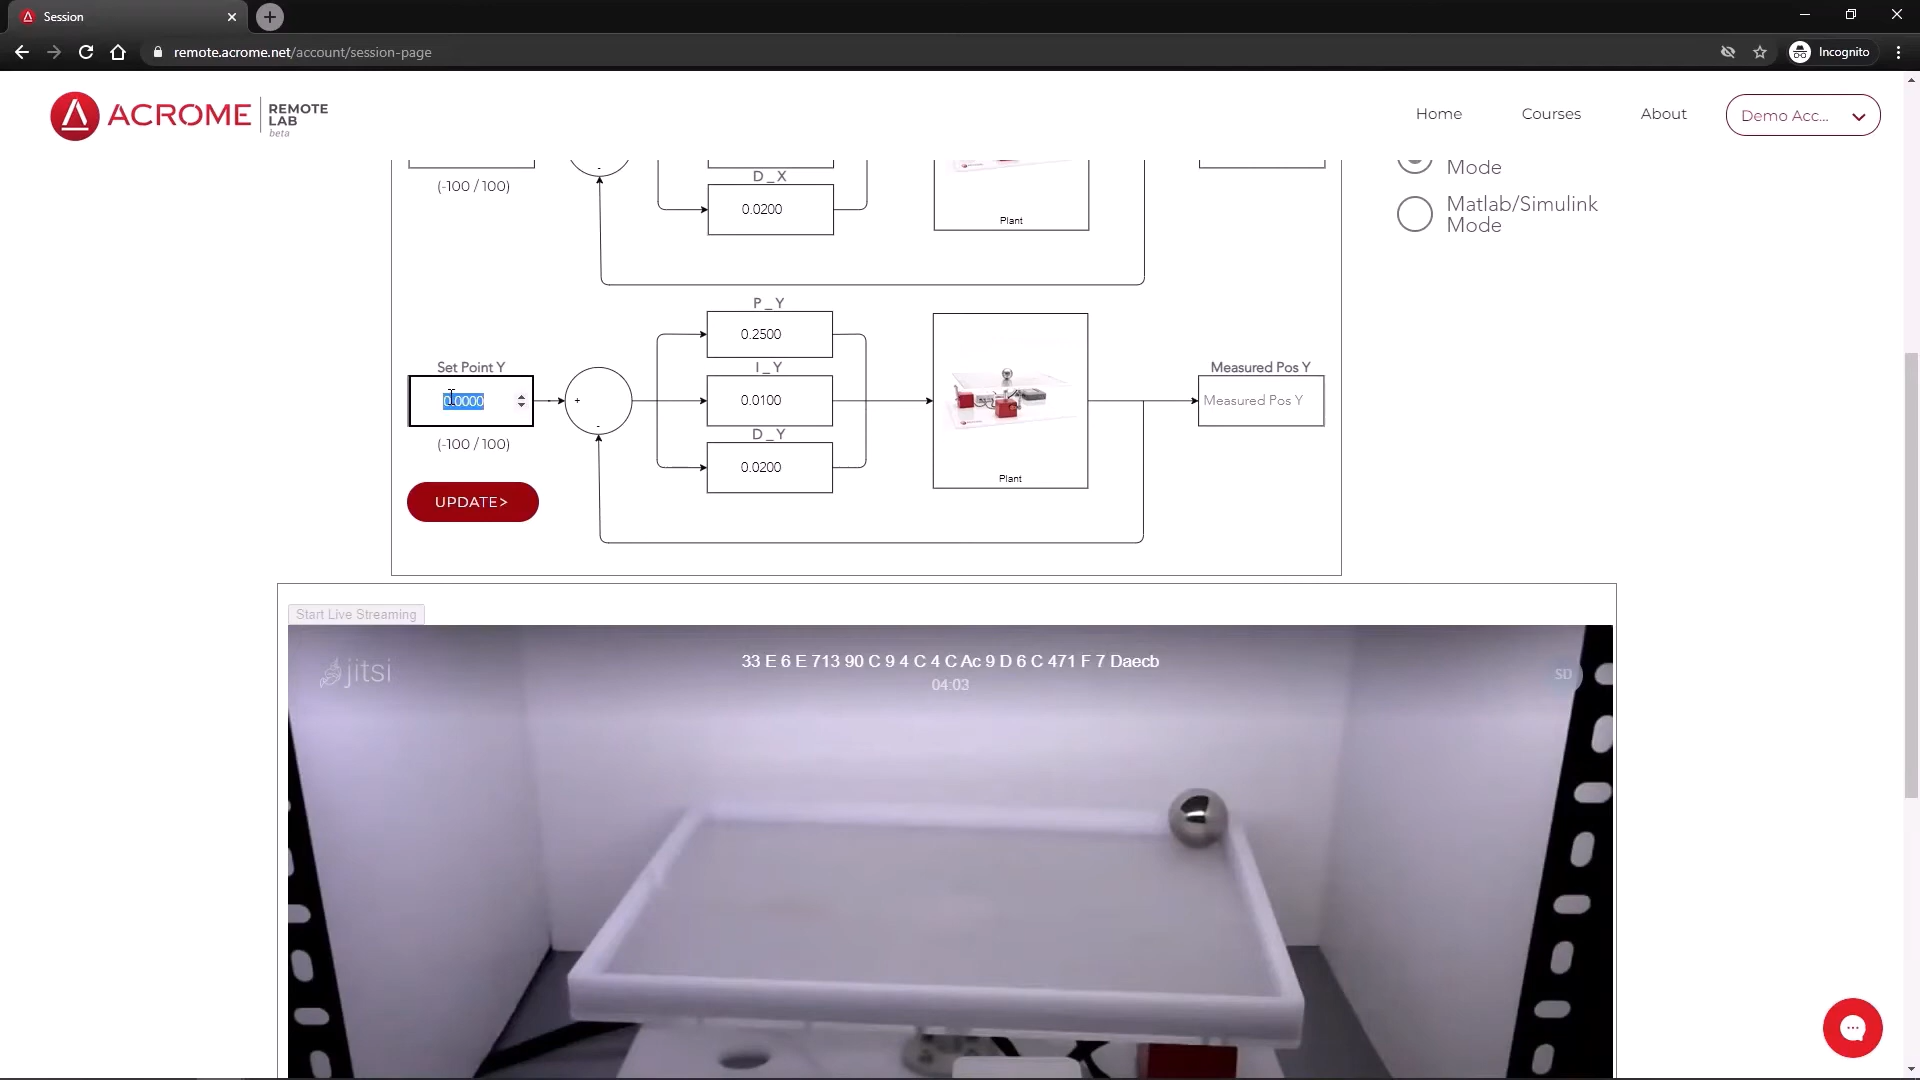 Session
remote.acrome.net/account/session-page
Incognito
ACROME
REMOTE
LAB
beta
Home
Courses
About
Demo Acc...
Mode
Matlab/Simulink
Mode
(-100 / 100)
D_X
0.0200
Plant
P_Y
0.2500
Set Point Y
0.0000
(-100 / 100)
+
-
I_Y
0.0100
D_Y
0.0200
Plant
Measured Pos Y
Measured Pos Y
UPDATE>
Start Live Streaming
jitsi
33 E 6 E 713 90 C 9 4 C 4 C Ac 9 D 6 C 471 F 7 Daecb
04:03
SD